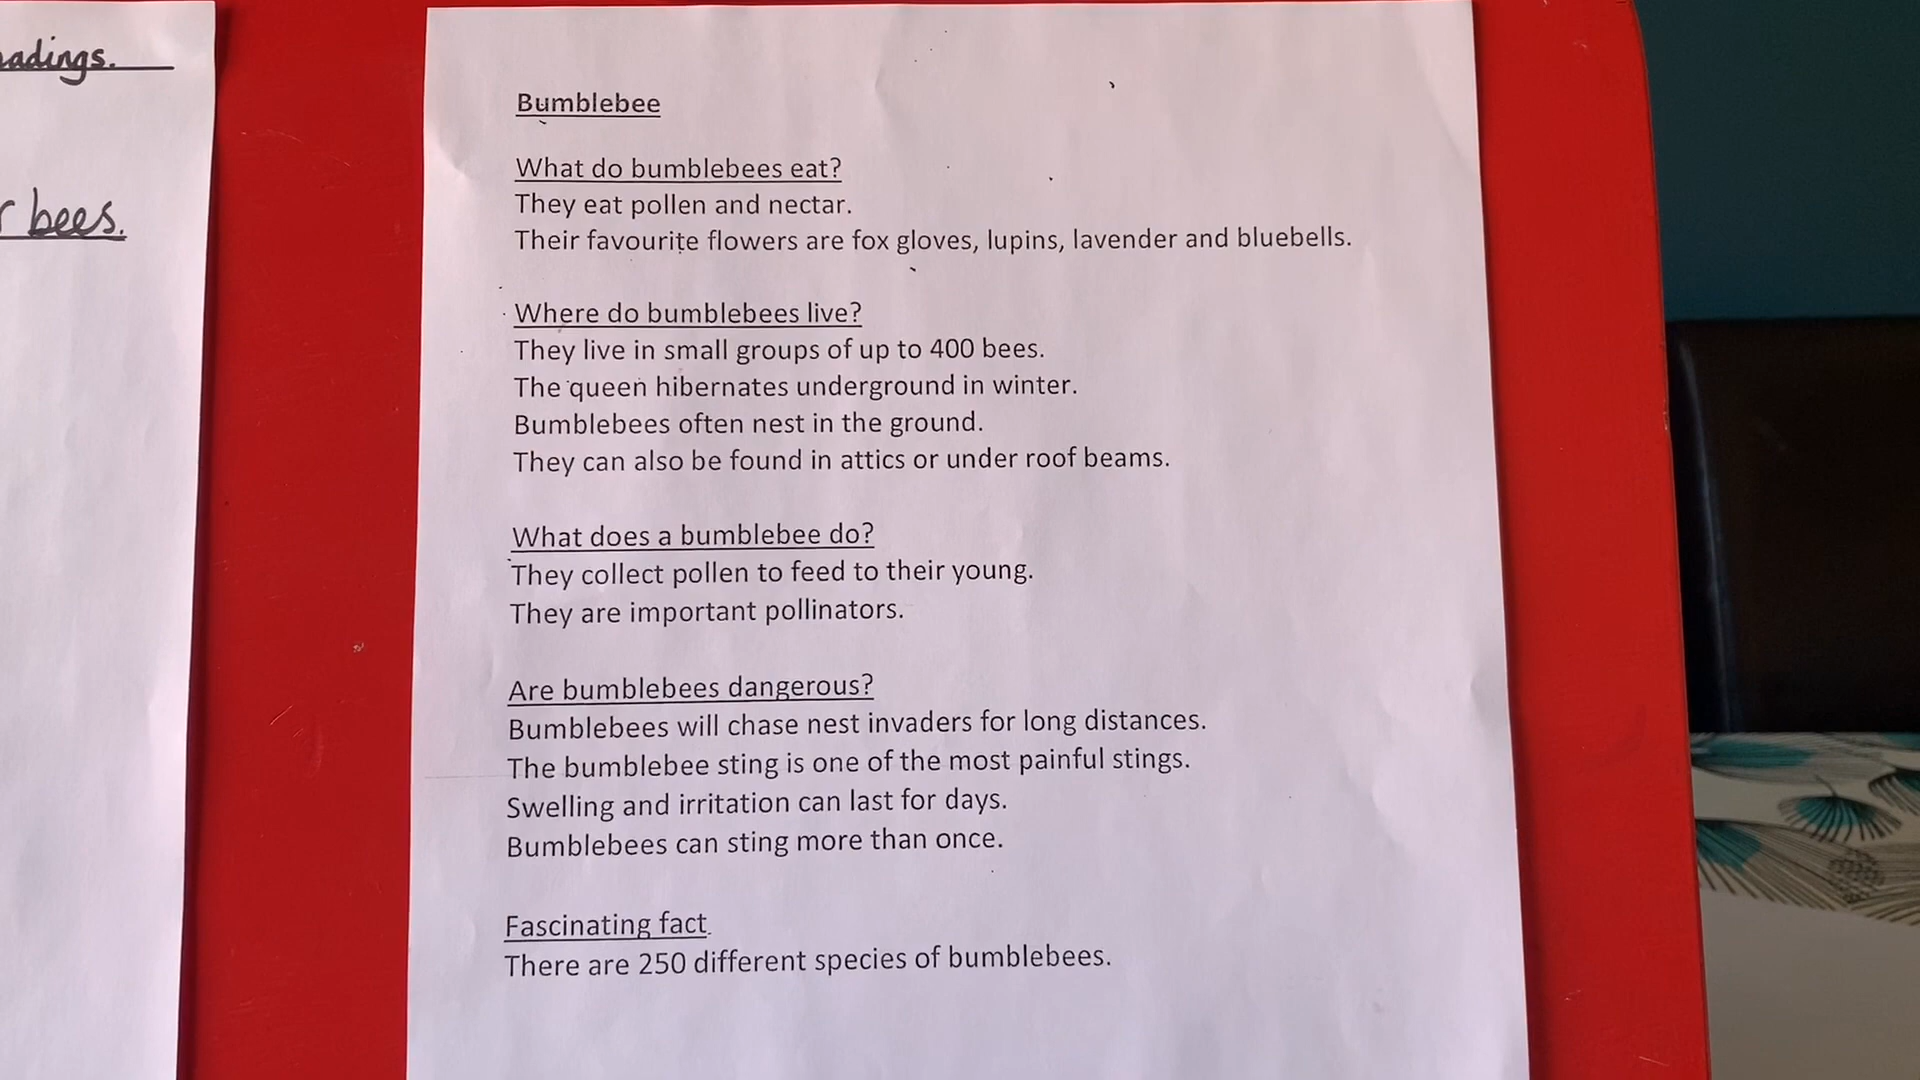 adings.
bees.
Bumblebee
What do bumblebees eat?
They eat pollen and nectar.
Their favourite flowers are fox gloves, lupins, lavender and bluebells.
Where do bumblebees live?
They live in small groups of up to 400 bees.
The queen hibernates underground in winter.
Bumblebees often nest in the ground.
They can also be found in attics or under roof beams.
What does a bumblebee do?
They collect pollen to feed to their young.
They are important pollinators.
Are bumblebees dangerous?
Bumblebees will chase nest invaders for long distances.
The bumblebee sting is one of the most painful stings.
Swelling and irritation can last for days.
Bumblebees can sting more than once.
Fascinating fact.
There are 250 different species of bumblebees.